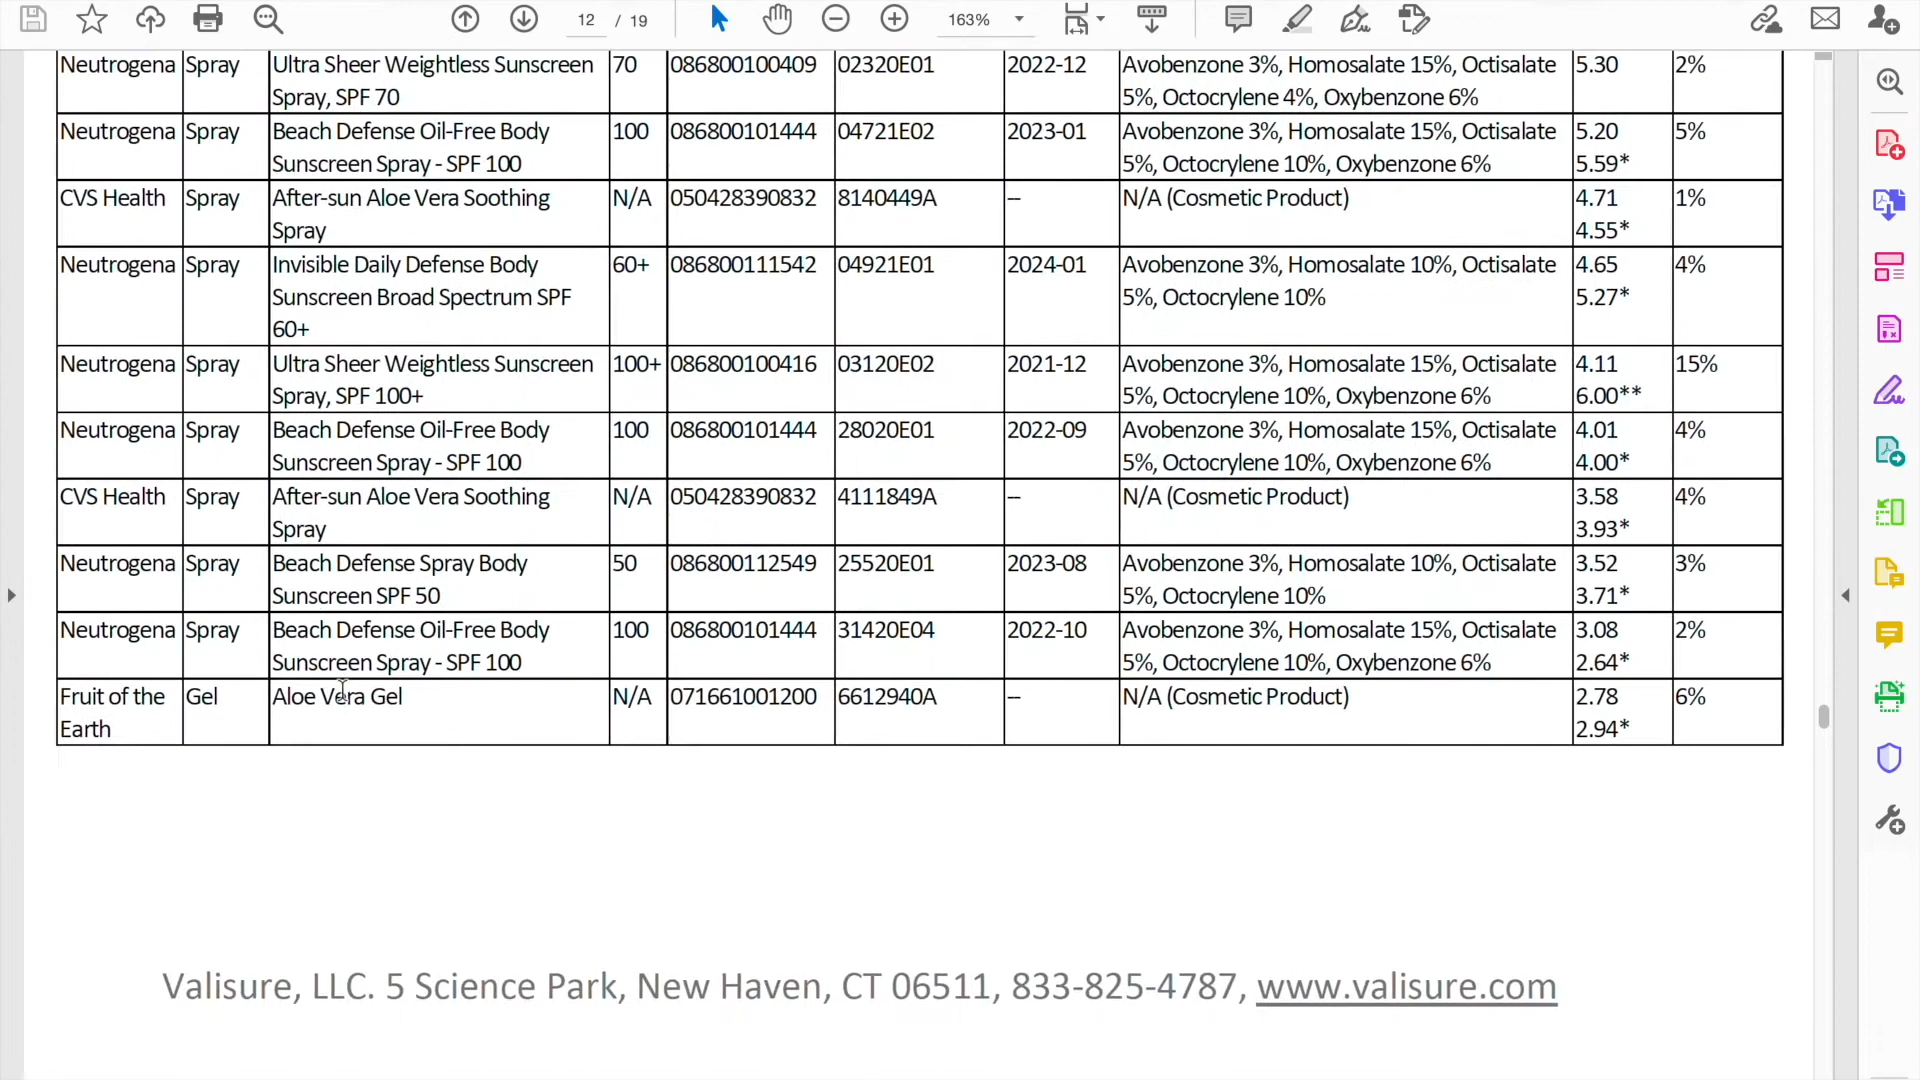 12 / 19 163%
Neutrogena Spray Ultra Sheer Weightless Sunscreen 70 086800100409 02320E01 2022-12 Avobenzone 3%, Homosalate 15%, Octisalate 5.30 2%
Spray, SPF 70 5%, Octocrylene 4%, Oxybenzone 6%
Neutrogena Spray Beach Defense Oil-Free Body 100 086800101444 04721E02 2023-01 Avobenzone 3%, Homosalate 15%, Octisalate 5.20 5%
Sunscreen Spray - SPF 100 5%, Octocrylene 10%, Oxybenzone 6% 5.59*
CVS Health Spray After-sun Aloe Vera Soothing N/A 050428390832 8140449A -- N/A (Cosmetic Product) 4.71 1%
Spray 4.55*
Neutrogena Spray Invisible Daily Defense Body 60+ 086800111542 04921E01 2024-01 Avobenzone 3%, Homosalate 10%, Octisalate 4.65 4%
Sunscreen Broad Spectrum SPF 5%, Octocrylene 10% 5.27*
60+
Neutrogena Spray Ultra Sheer Weightless Sunscreen 100+ 086800100416 03120E02 2021-12 Avobenzone 3%, Homosalate 15%, Octisalate 4.11 15%
Spray, SPF 100+ 5%, Octocrylene 10%, Oxybenzone 6% 6.00**
Neutrogena Spray Beach Defense Oil-Free Body 100 086800101444 28020E01 2022-09 Avobenzone 3%, Homosalate 15%, Octisalate 4.01 4%
Sunscreen Spray - SPF 100 5%, Octocrylene 10%, Oxybenzone 6% 4.00*
CVS Health Spray After-sun Aloe Vera Soothing N/A 050428390832 4111849A -- N/A (Cosmetic Product) 3.58 4%
Spray 3.93*
Neutrogena Spray Beach Defense Spray Body 50 086800112549 25520E01 2023-08 Avobenzone 3%, Homosalate 10%, Octisalate 3.52 3%
Sunscreen SPF 50 5%, Octocrylene 10% 3.71*
Neutrogena Spray Beach Defense Oil-Free Body 100 086800101444 31420E04 2022-10 Avobenzone 3%, Homosalate 15%, Octisalate 3.08 2%
Sunscreen Spray - SPF 100 5%, Octocrylene 10%, Oxybenzone 6% 2.64*
Fruit of the Gel Aloe Vera Gel N/A 071661001200 6612940A -- N/A (Cosmetic Product) 2.78 6%
Earth 2.94*
Valisure, LLC. 5 Science Park, New Haven, CT 06511, 833-825-4787, www.valisure.com